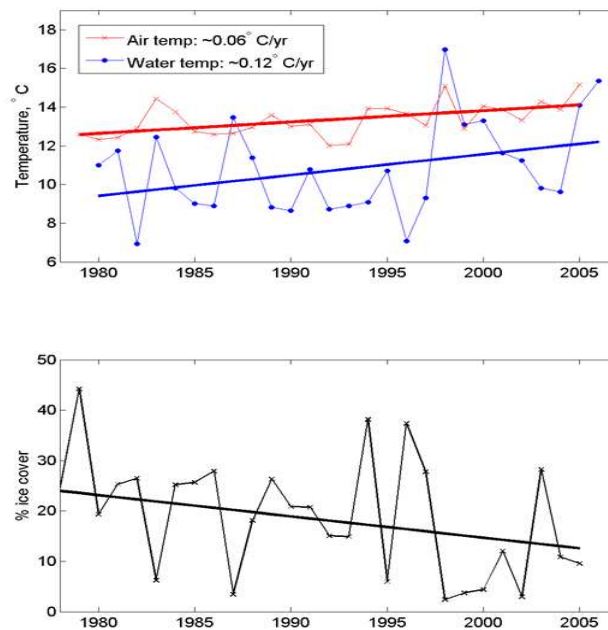 18
16
14
12
10
8
6
Temperature, ° C
Air temp: ~0.06° C/yr
Water temp: ~0.12° C/yr
1980 1985 1990 1995 2000 2005
50
40
30
20
10
0
% ice cover
1980 1985 1990 1995 2000 2005